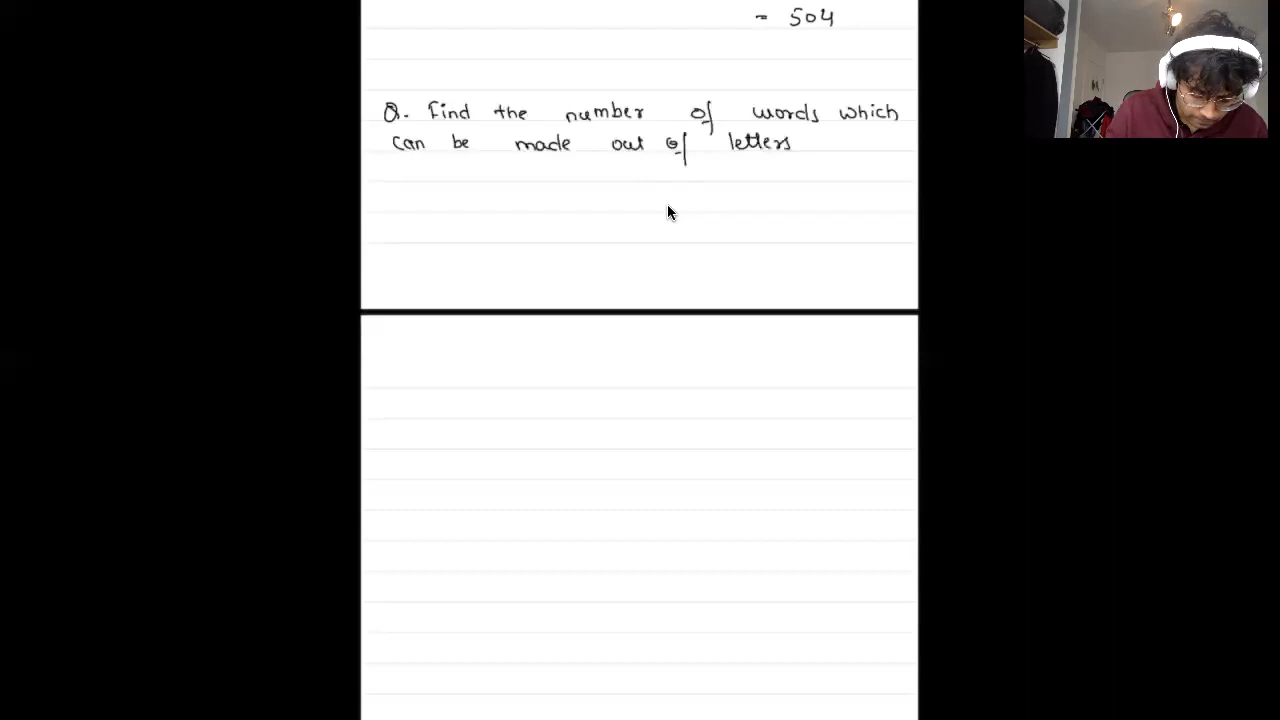 = 504
Q. Find the number of words which
can be made out of letters